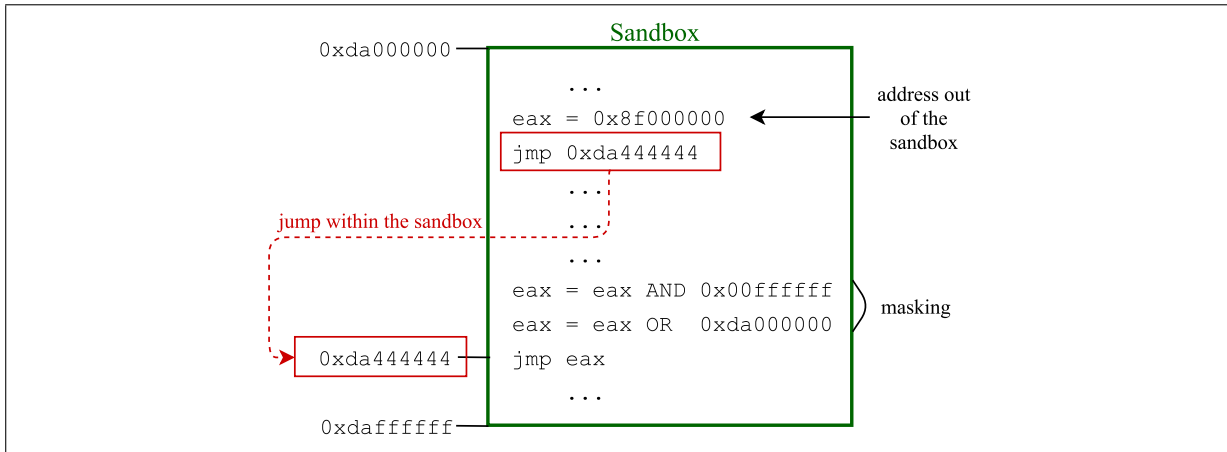 Sandbox
0xda000000
...
eax = 0x8f000000
address out
of the
sandbox
jmp 0xda444444
...
jump within the sandbox
...
...
eax = eax AND 0x00ffffff
eax = eax OR  0xda000000
masking
0xda444444
jmp eax
...
0xdaffffff